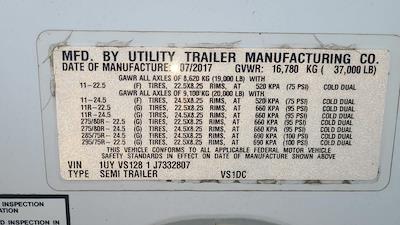 MFD. BY UTILITY TRAILER MANUFACTURING CO.
DATE OF MANUFACTURE: 07/2017 GVWR: 16,780 KG ( 37,000 LB)
GAWR ALL AXLES OF 8,620 KG (19,000 LB) WITH
11-22.5 (F) TIRES, 22.5X8.25 RIMS, AT 520 KPA (75 PSI) COLD DUAL
GAWR ALL AXLES OF 9,100 KG (20,000 LB) WITH
11-24.5 (F) TIRES, 24.5X8.25 RIMS, AT 520 KPA (75 PSI) COLD DUAL
11R-22.5 (G) TIRES, 22.5X8.25 RIMS, AT 660 KPA (95 PSI) COLD DUAL
11R-24.5 (G) TIRES, 24.5X8.25 RIMS, AT 660 KPA (95 PSI) COLD DUAL
275/80R-22.5 (G) TIRES, 22.5X8.25 RIMS, AT 660 KPA (95 PSI) COLD DUAL
275/80R-24.5 (G) TIRES, 24.5X8.25 RIMS, AT 660 KPA (95 PSI) COLD DUAL
285/75R-24.5 (G) TIRES, 24.5X8.25 RIMS, AT 690 KPA (100 PSI) COLD DUAL
295/75R-22.5 (G) TIRES, 22.5X8.25 RIMS, AT 690 KPA (100 PSI) COLD DUAL
THIS VEHICLE CONFORMS TO ALL APPLICABLE FEDERAL MOTOR VEHICLE
SAFETY STANDARDS IN EFFECT ON THE DATE OF MANUFACTURE SHOWN ABOVE.
VIN 1UY VS128 1 J7332807
TYPE SEMI TRAILER VS1DC
INSPECTION
ATION
D INSPECTION IN